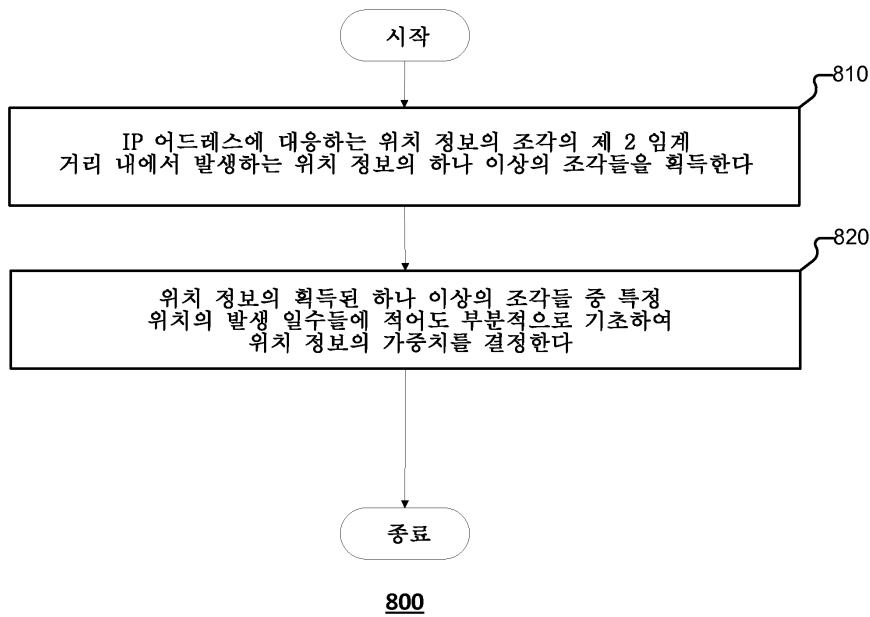 시작
810
IP 어드레스에 대응하는 위치 정보의 조각의 제 2 임계
거리 내에서 발생하는 위치 정보의 하나 이상의 조각들을 획득한다
820
위치 정보의 획득된 하나 이상의 조각들 중 특정
위치의 발생 일수들에 적어도 부분적으로 기초하여
위치 정보의 가중치를 결정한다
종료
800